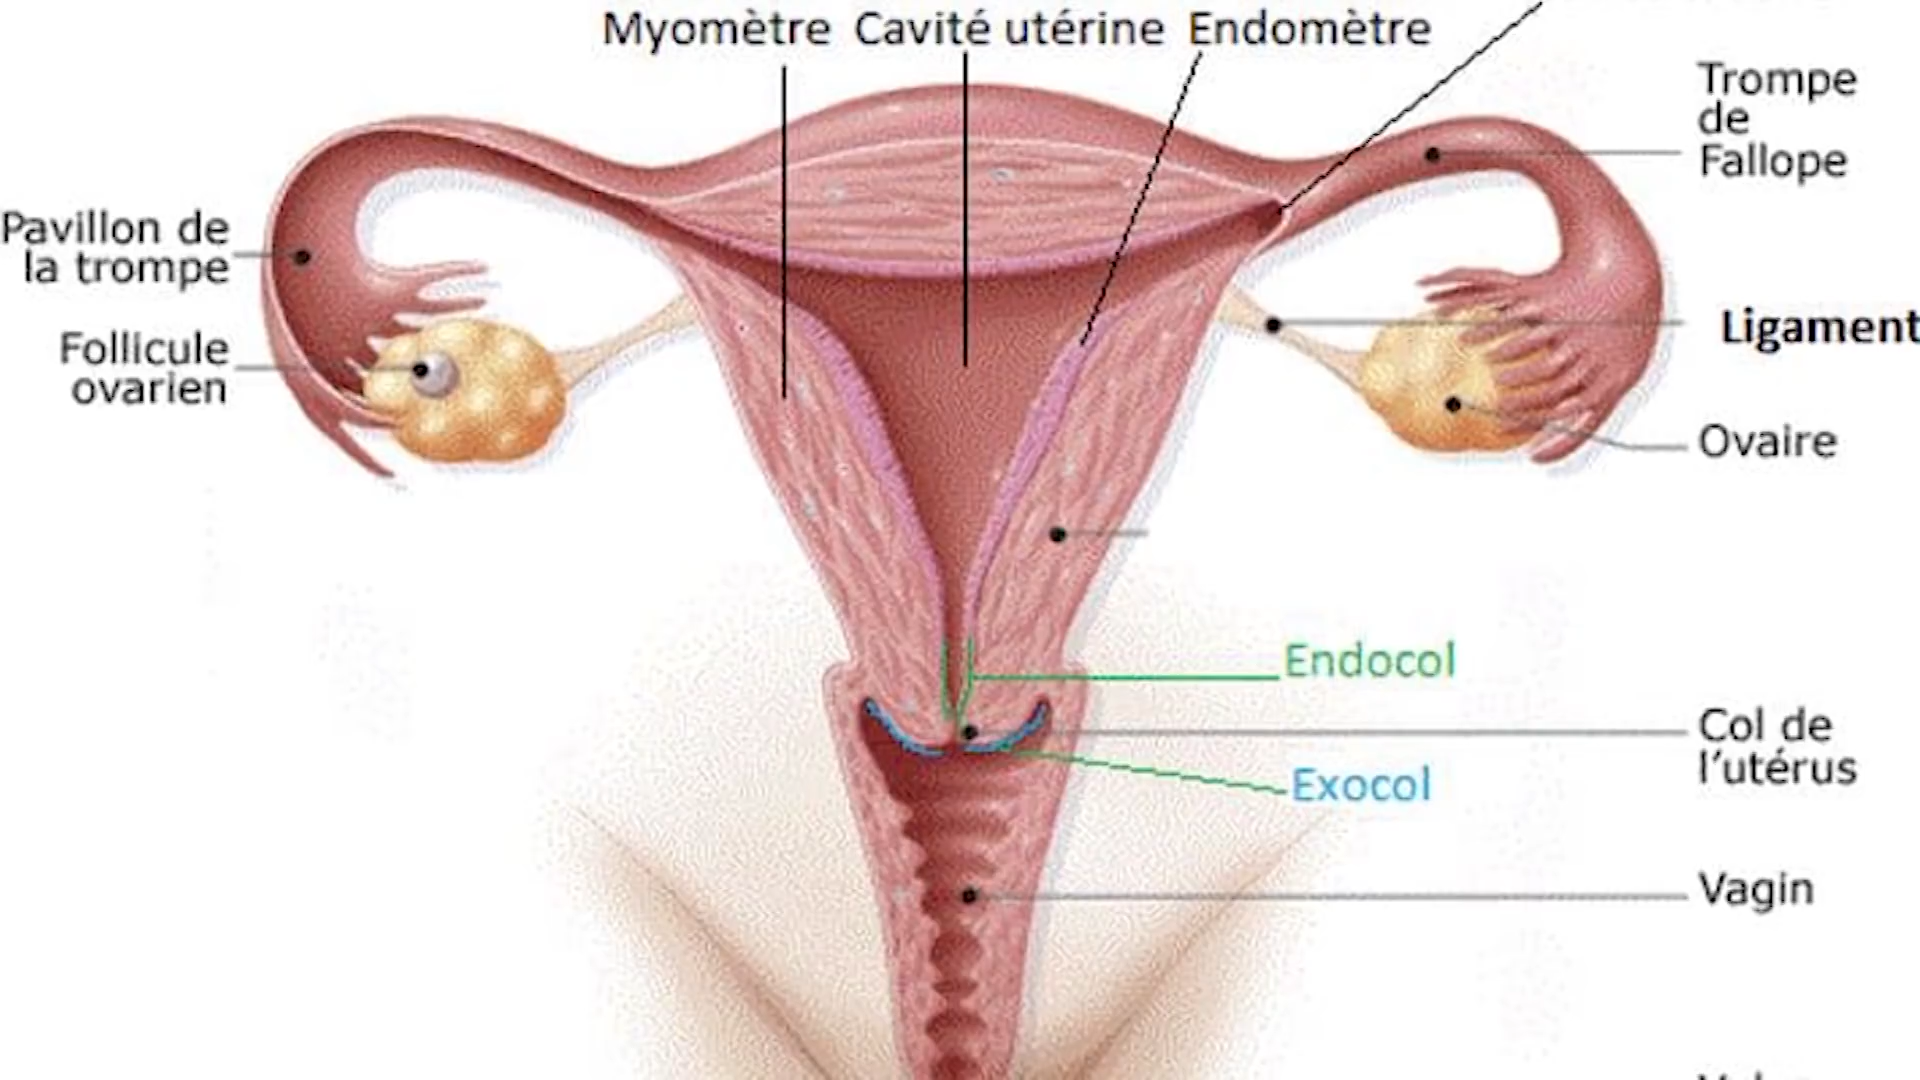 Myomètre Cavité utérine Endomètre
Trompe
de
Fallope
Pavillon de
la trompe
Follicule
ovarien
Ligament
Ovaire
Endocol
Col de
l'utérus
Exocol
Vagin